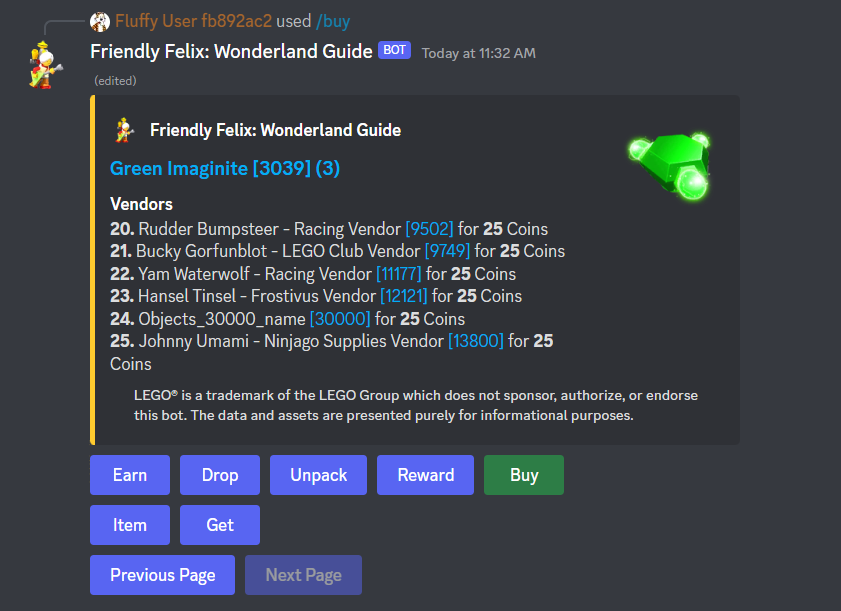 Fluffy User fb892ac2 used /buy
Friendly Felix: Wonderland Guide BOT Today at 11:32 AM
(edited)
Friendly Felix: Wonderland Guide
Green Imaginite [3039] (3)
Vendors
20. Rudder Bumpsteer - Racing Vendor [9502] for 25 Coins
21. Bucky Gorfunblot - LEGO Club Vendor [9749] for 25 Coins
22. Yam Waterwolf - Racing Vendor [11177] for 25 Coins
23. Hansel Tinsel - Frostivus Vendor [12121] for 25 Coins
24. Objects_30000_name [30000] for 25 Coins
25. Johnny Umami - Ninjago Supplies Vendor [13800] for 25
Coins
LEGO® is a trademark of the LEGO Group which does not sponsor, authorize, or endorse
this bot. The data and assets are presented purely for informational purposes.
Earn Drop Unpack Reward Buy
Item Get
Previous Page Next Page